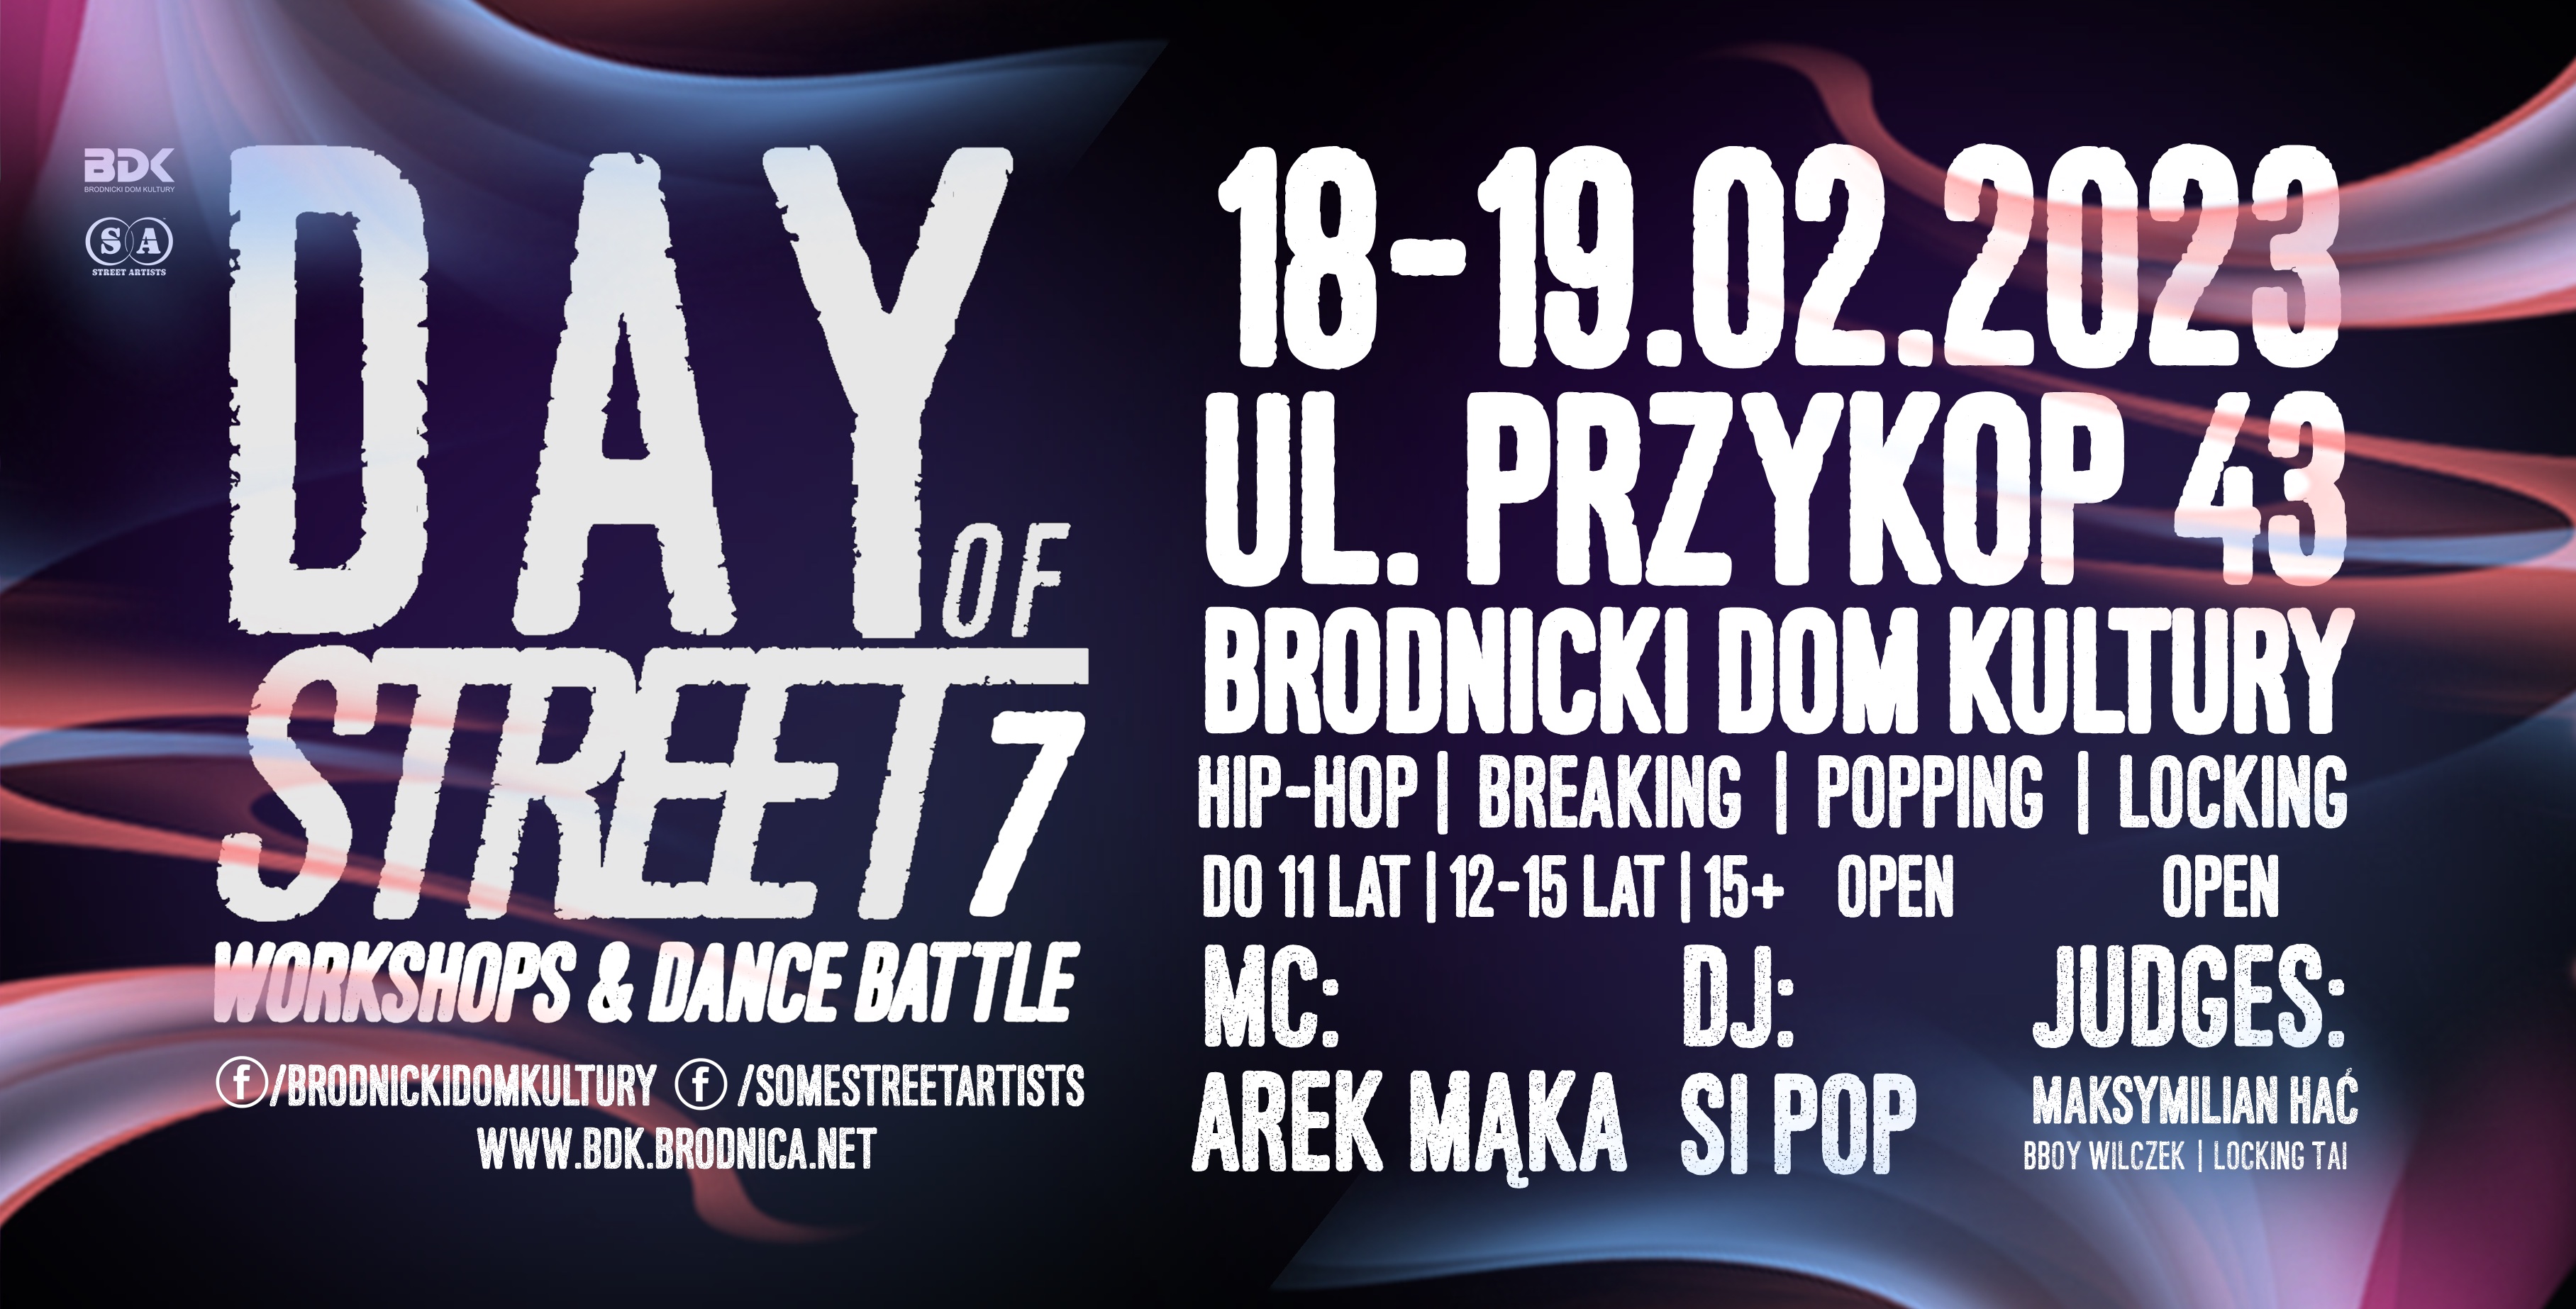 BDK
BRODNICKI DOM KULTURY
SA
STREET ARTISTS
DAY OF
STREET 7
WORKSHOPS & DANCE BATTLE
f/BRODNICKIDOMKULTURY f /SOMESTREETARTISTS
WWW.BDK.BRODNICA.NET
18-19.02.2023
UL. PRZYKOP 43
BRODNICKI DOM KULTURY
HIP-HOP | BREAKING | POPPING | LOCKING
DO 11 LAT | 12-15 LAT | 15+ OPEN OPEN
MC: DJ: JUDGES:
AREK MĄKA SI POP MAKSYMILIAN HAĆ
BBOY WILCZEK | LOCKING TAI